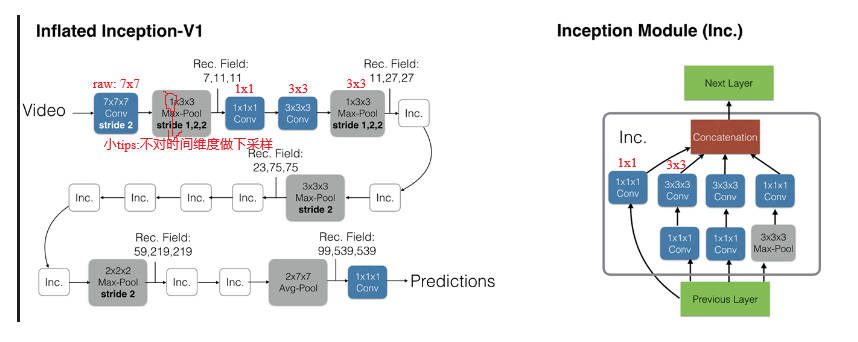 Inflated Inception-V1
Rec. Field:
7,11,11
Rec. Field:
11,27,27
raw: 7x7
1x1
3x3
3x3
Video
7x7x7
Conv
stride 2
1x3x3
Max-Pool
stride 1,2,2
1x1x1
Conv
3x3x3
Conv
1x3x3
Max-Pool
stride 1,2,2
Inc.
小tips:不对时间维度做下采样
Rec. Field:
23,75,75
Inc.
Inc.
Inc.
Inc.
Inc.
3x3x3
Max-Pool
stride 2
Inc.
Rec. Field:
59,219,219
Rec. Field:
99,539,539
Inc.
2x2x2
Max-Pool
stride 2
Inc.
Inc.
2x7x7
Avg-Pool
1x1x1
Conv
Predictions
Inception Module (Inc.)
Next Layer
Inc.
Concatenation
1x1
3x3
1x1x1
Conv
3x3x3
Conv
3x3x3
Conv
1x1x1
Conv
1x1x1
Conv
1x1x1
Conv
3x3x3
Max-Pool
Previous Layer